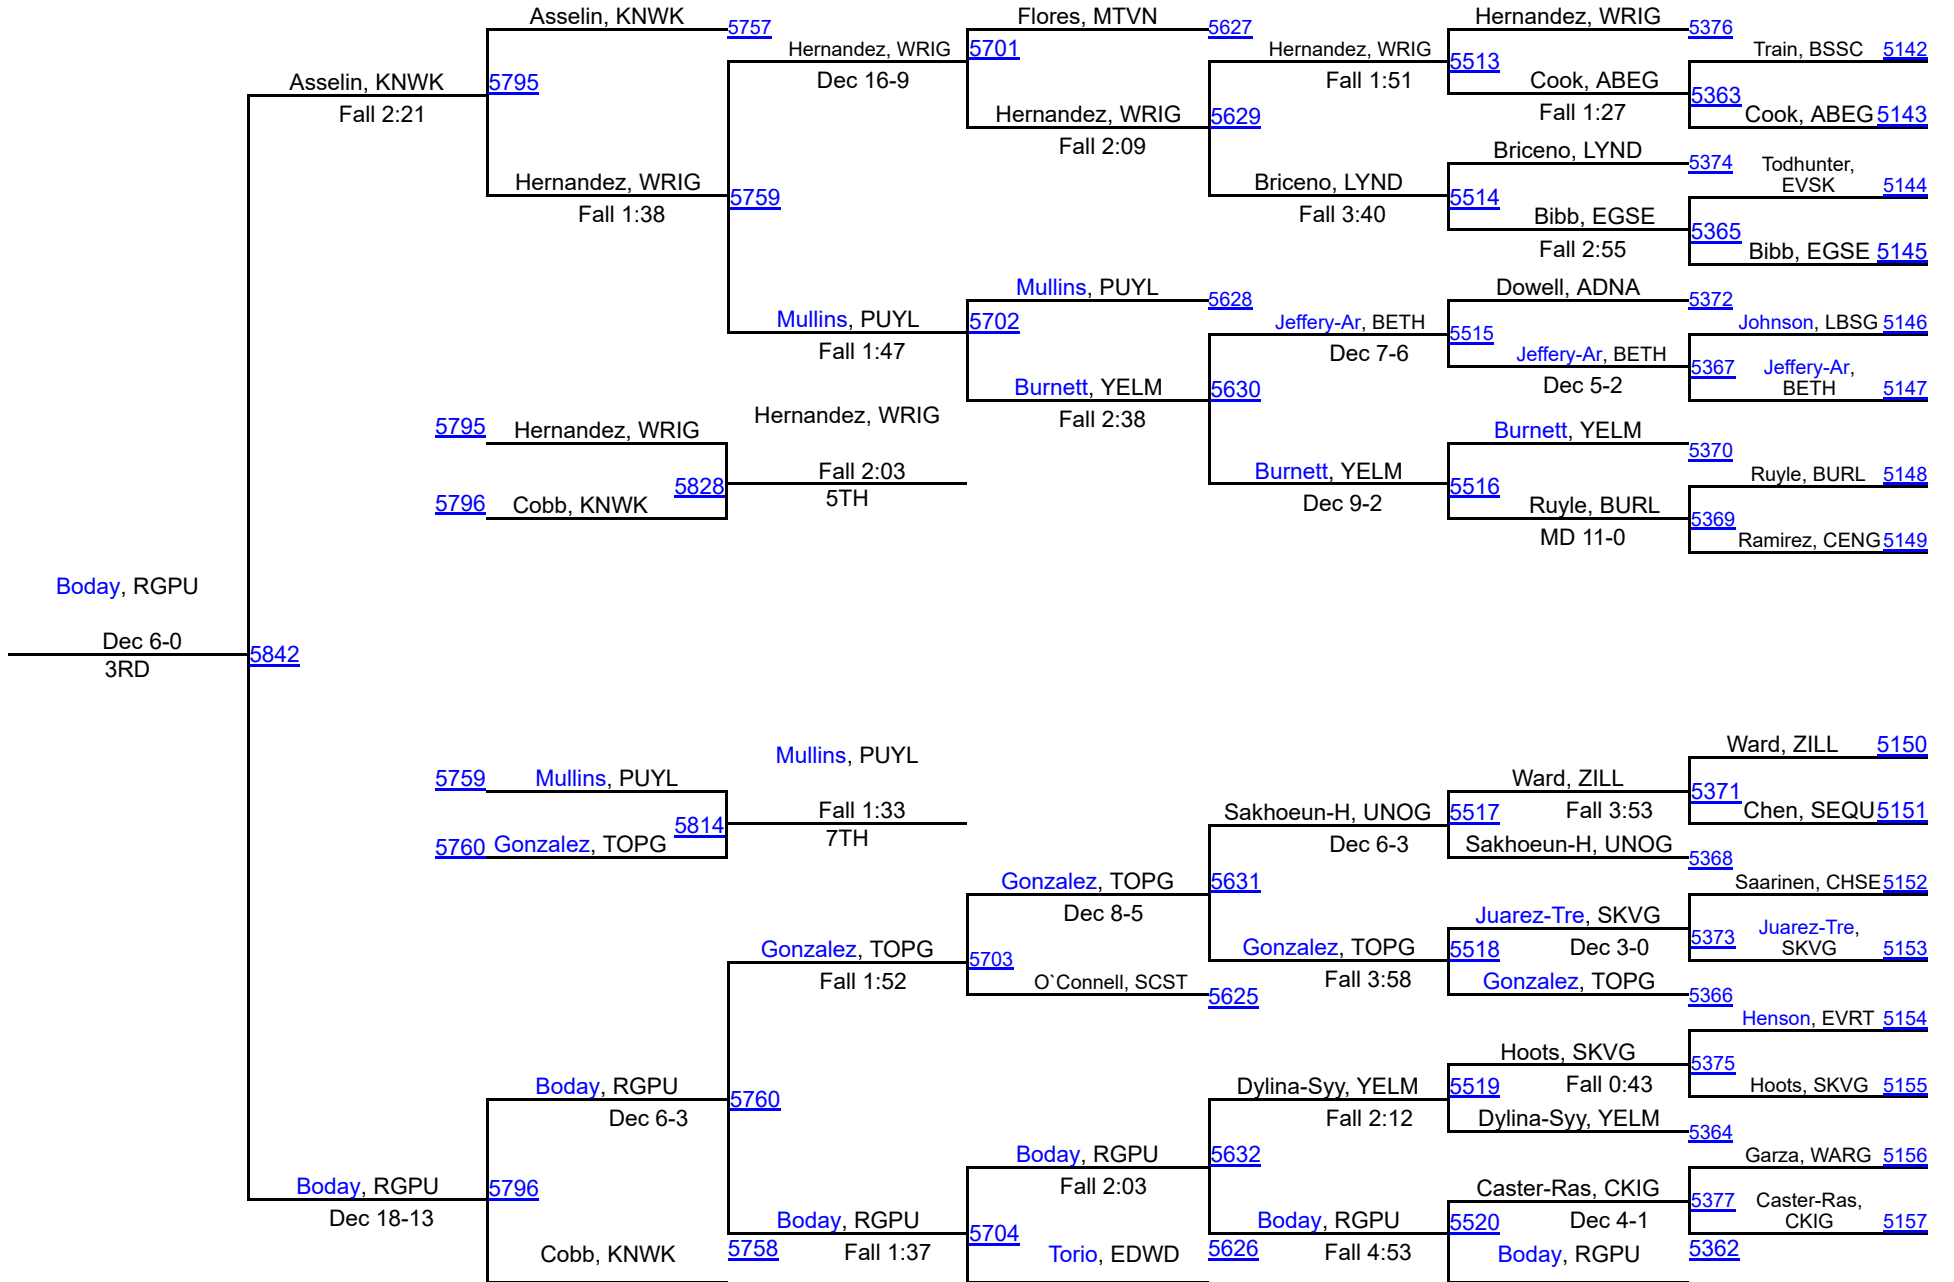 Asselin, KNWK
5757
Flores, MTVN
5627
Hernandez, WRIG
5376
Hernandez, WRIG
5701
Hernandez, WRIG
Train, BSSC 5142
Dec 16-9
Fall 1:51
5513
Asselin, KNWK
5795
Cook, ABEG
5363
Fall 2:21
Fall 1:27
Hernandez, WRIG
5629
Cook, ABEG 5143
Fall 2:09
Briceno, LYND
5374
Todhunter,
EVSK 5144
Hernandez, WRIG
5759
Briceno, LYND
5514
Fall 1:38
Fall 3:40
Bibb, EGSE
5365
Fall 2:55
Bibb, EGSE 5145
Mullins, PUYL
5628
Dowell, ADNA
5372
Mullins, PUYL
5702
Jeffery-Ar, BETH
5515
Johnson, LBSG 5146
Fall 1:47
Dec 7-6
Jeffery-Ar, BETH
5367
Jeffery-Ar,
BETH 5147
Dec 5-2
Burnett, YELM
5630
Fall 2:38
Hernandez, WRIG
5795 Hernandez, WRIG
Burnett, YELM
5370
Fall 2:03
5828
5TH
Burnett, YELM
5516
Ruyle, BURL 5148
Dec 9-2
5796 Cobb, KNWK
Ruyle, BURL
5369
MD 11-0
Ramirez, CENG 5149
Boday, RGPU
Dec 6-0
5842
3RD
Mullins, PUYL
Ward, ZILL 5150
5759 Mullins, PUYL
Ward, ZILL
5371
Fall 1:33
5814
7TH
Sakhoeun-H, UNOG
5517
Fall 3:53
Chen, SEQU 5151
Dec 6-3
5760 Gonzalez, TOPG
Sakhoeun-H, UNOG
5368
Gonzalez, TOPG
5631
Saarinen, CHSE 5152
Dec 8-5
Juarez-Tre, SKVG
5373
Juarez-Tre,
SKVG 5153
Gonzalez, TOPG
5703
Gonzalez, TOPG
5518
Dec 3-0
Fall 1:52
Fall 3:58
O`Connell, SCST
5625
Gonzalez, TOPG
5366
Henson, EVRT 5154
Hoots, SKVG
5375
Boday, RGPU
5760
Dylina-Syy, YELM
5519
Fall 0:43
Hoots, SKVG 5155
Dec 6-3
Fall 2:12
Dylina-Syy, YELM
5364
Boday, RGPU
5632
Garza, WARG 5156
Fall 2:03
Boday, RGPU
5796
Caster-Ras, CKIG
5377
Caster-Ras,
CKIG 5157
Dec 18-13
Boday, RGPU
5704
Boday, RGPU
5520
Dec 4-1
Cobb, KNWK
5758
Fall 1:37
Torio, EDWD
5626
Fall 4:53
Boday, RGPU
5362